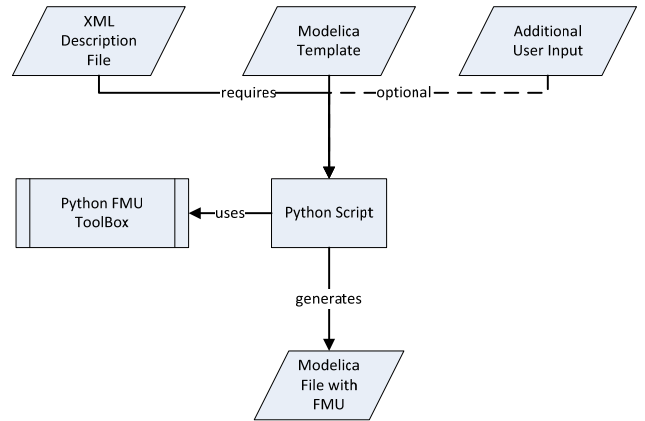 XML
Description
File
Modelica
Template
Additional
User Input
requires
optional
Python FMU
ToolBox
uses
Python Script
generates
Modelica
File with
FMU